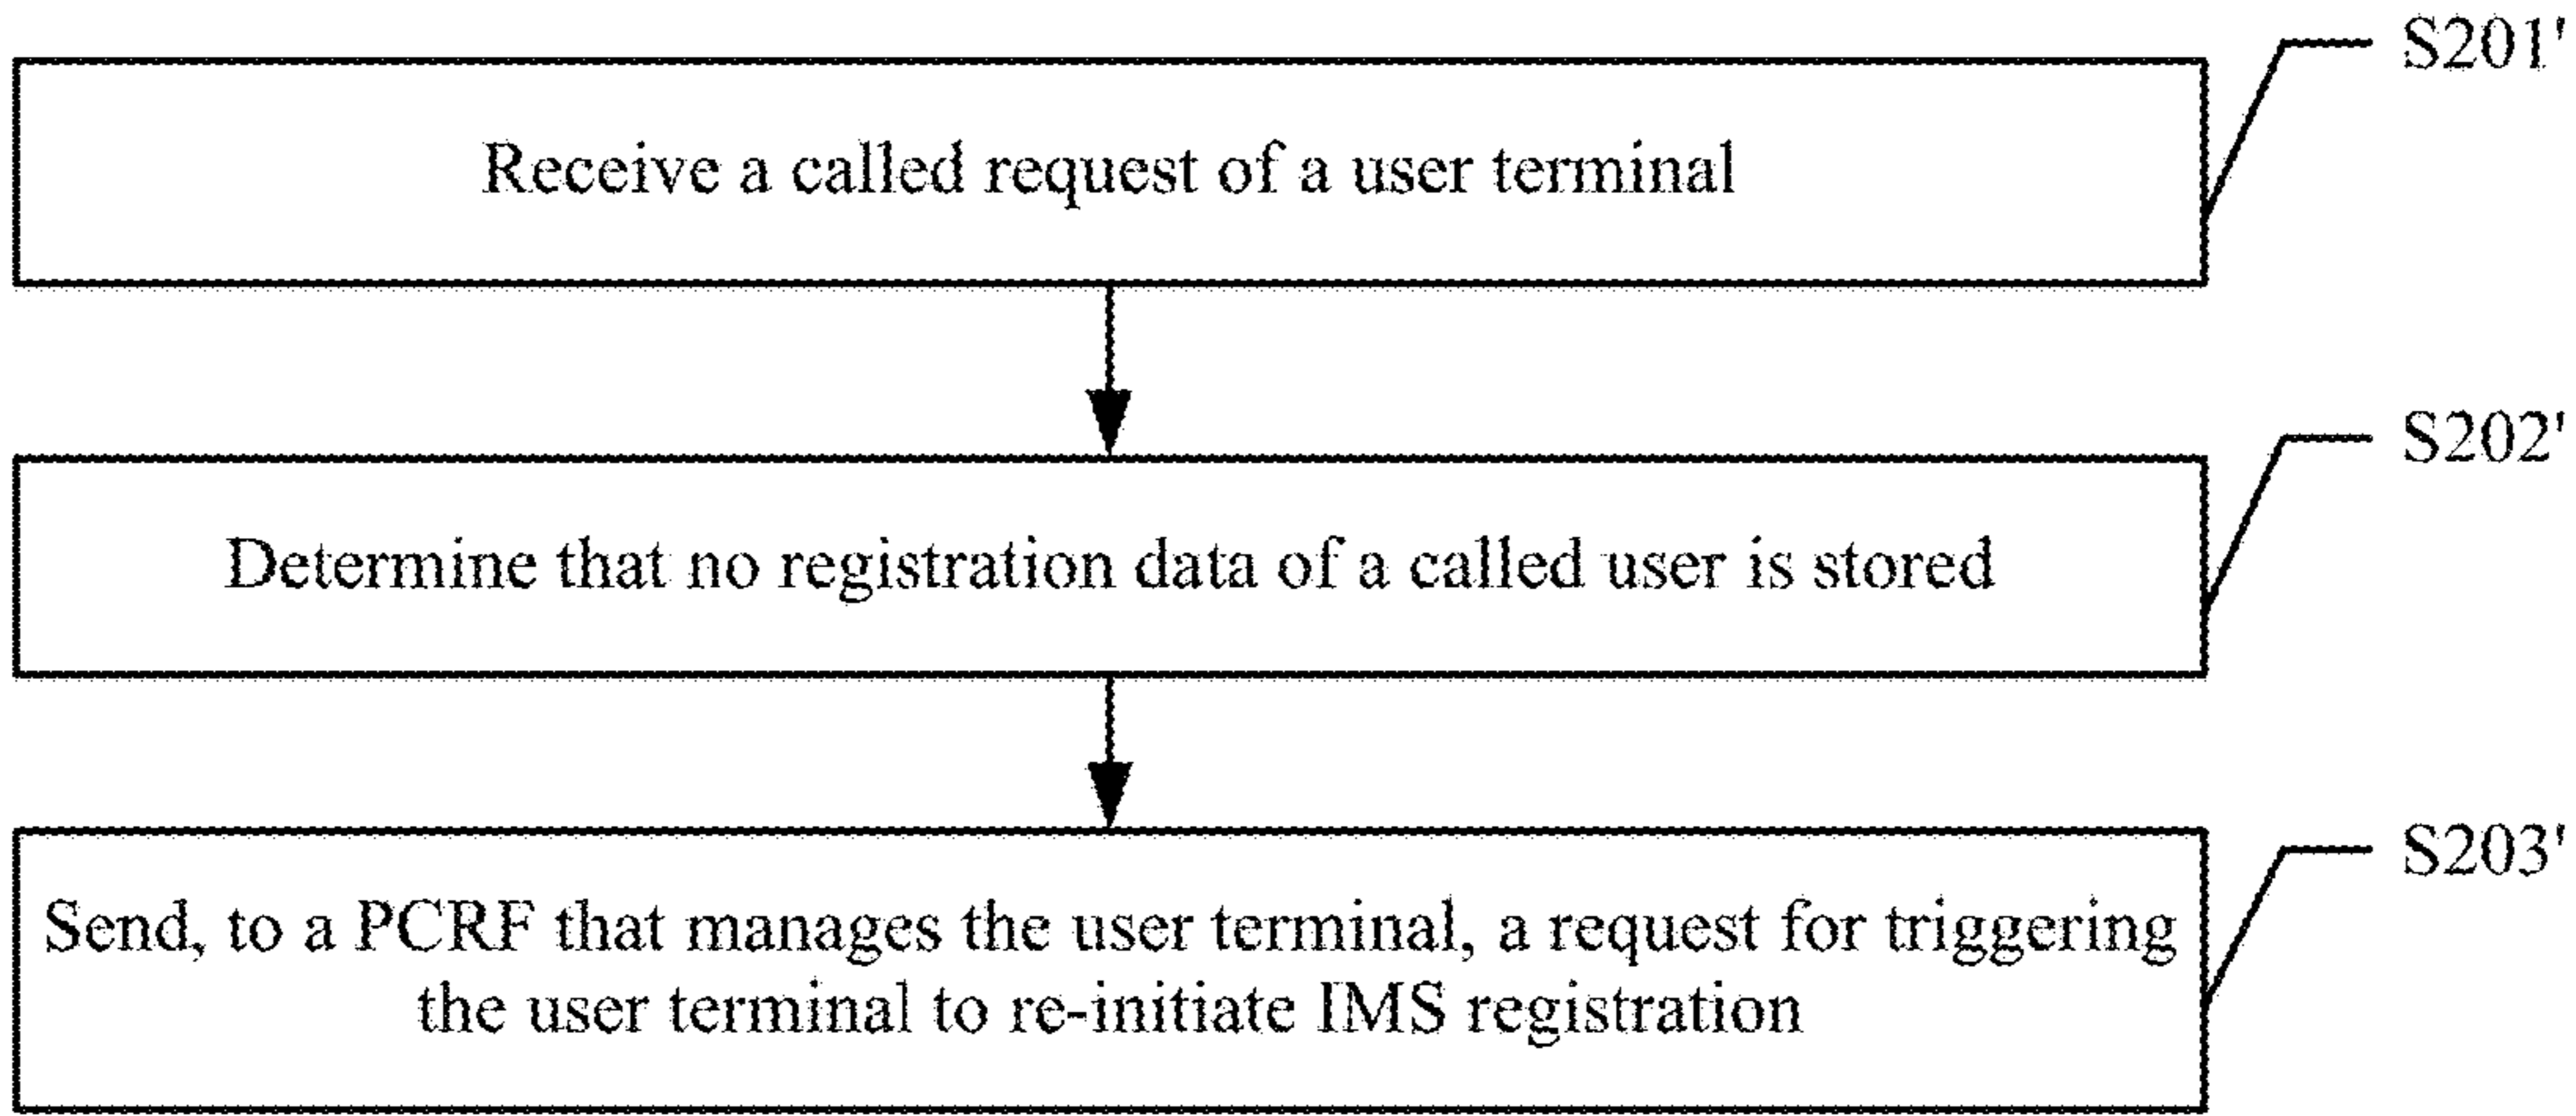 S201'
Receive a called request of a user terminal
S202'
Determine that no registration data of a called user is stored
S203'
Send, to a PCRF that manages the user terminal, a request for triggering
the user terminal to re-initiate IMS registration